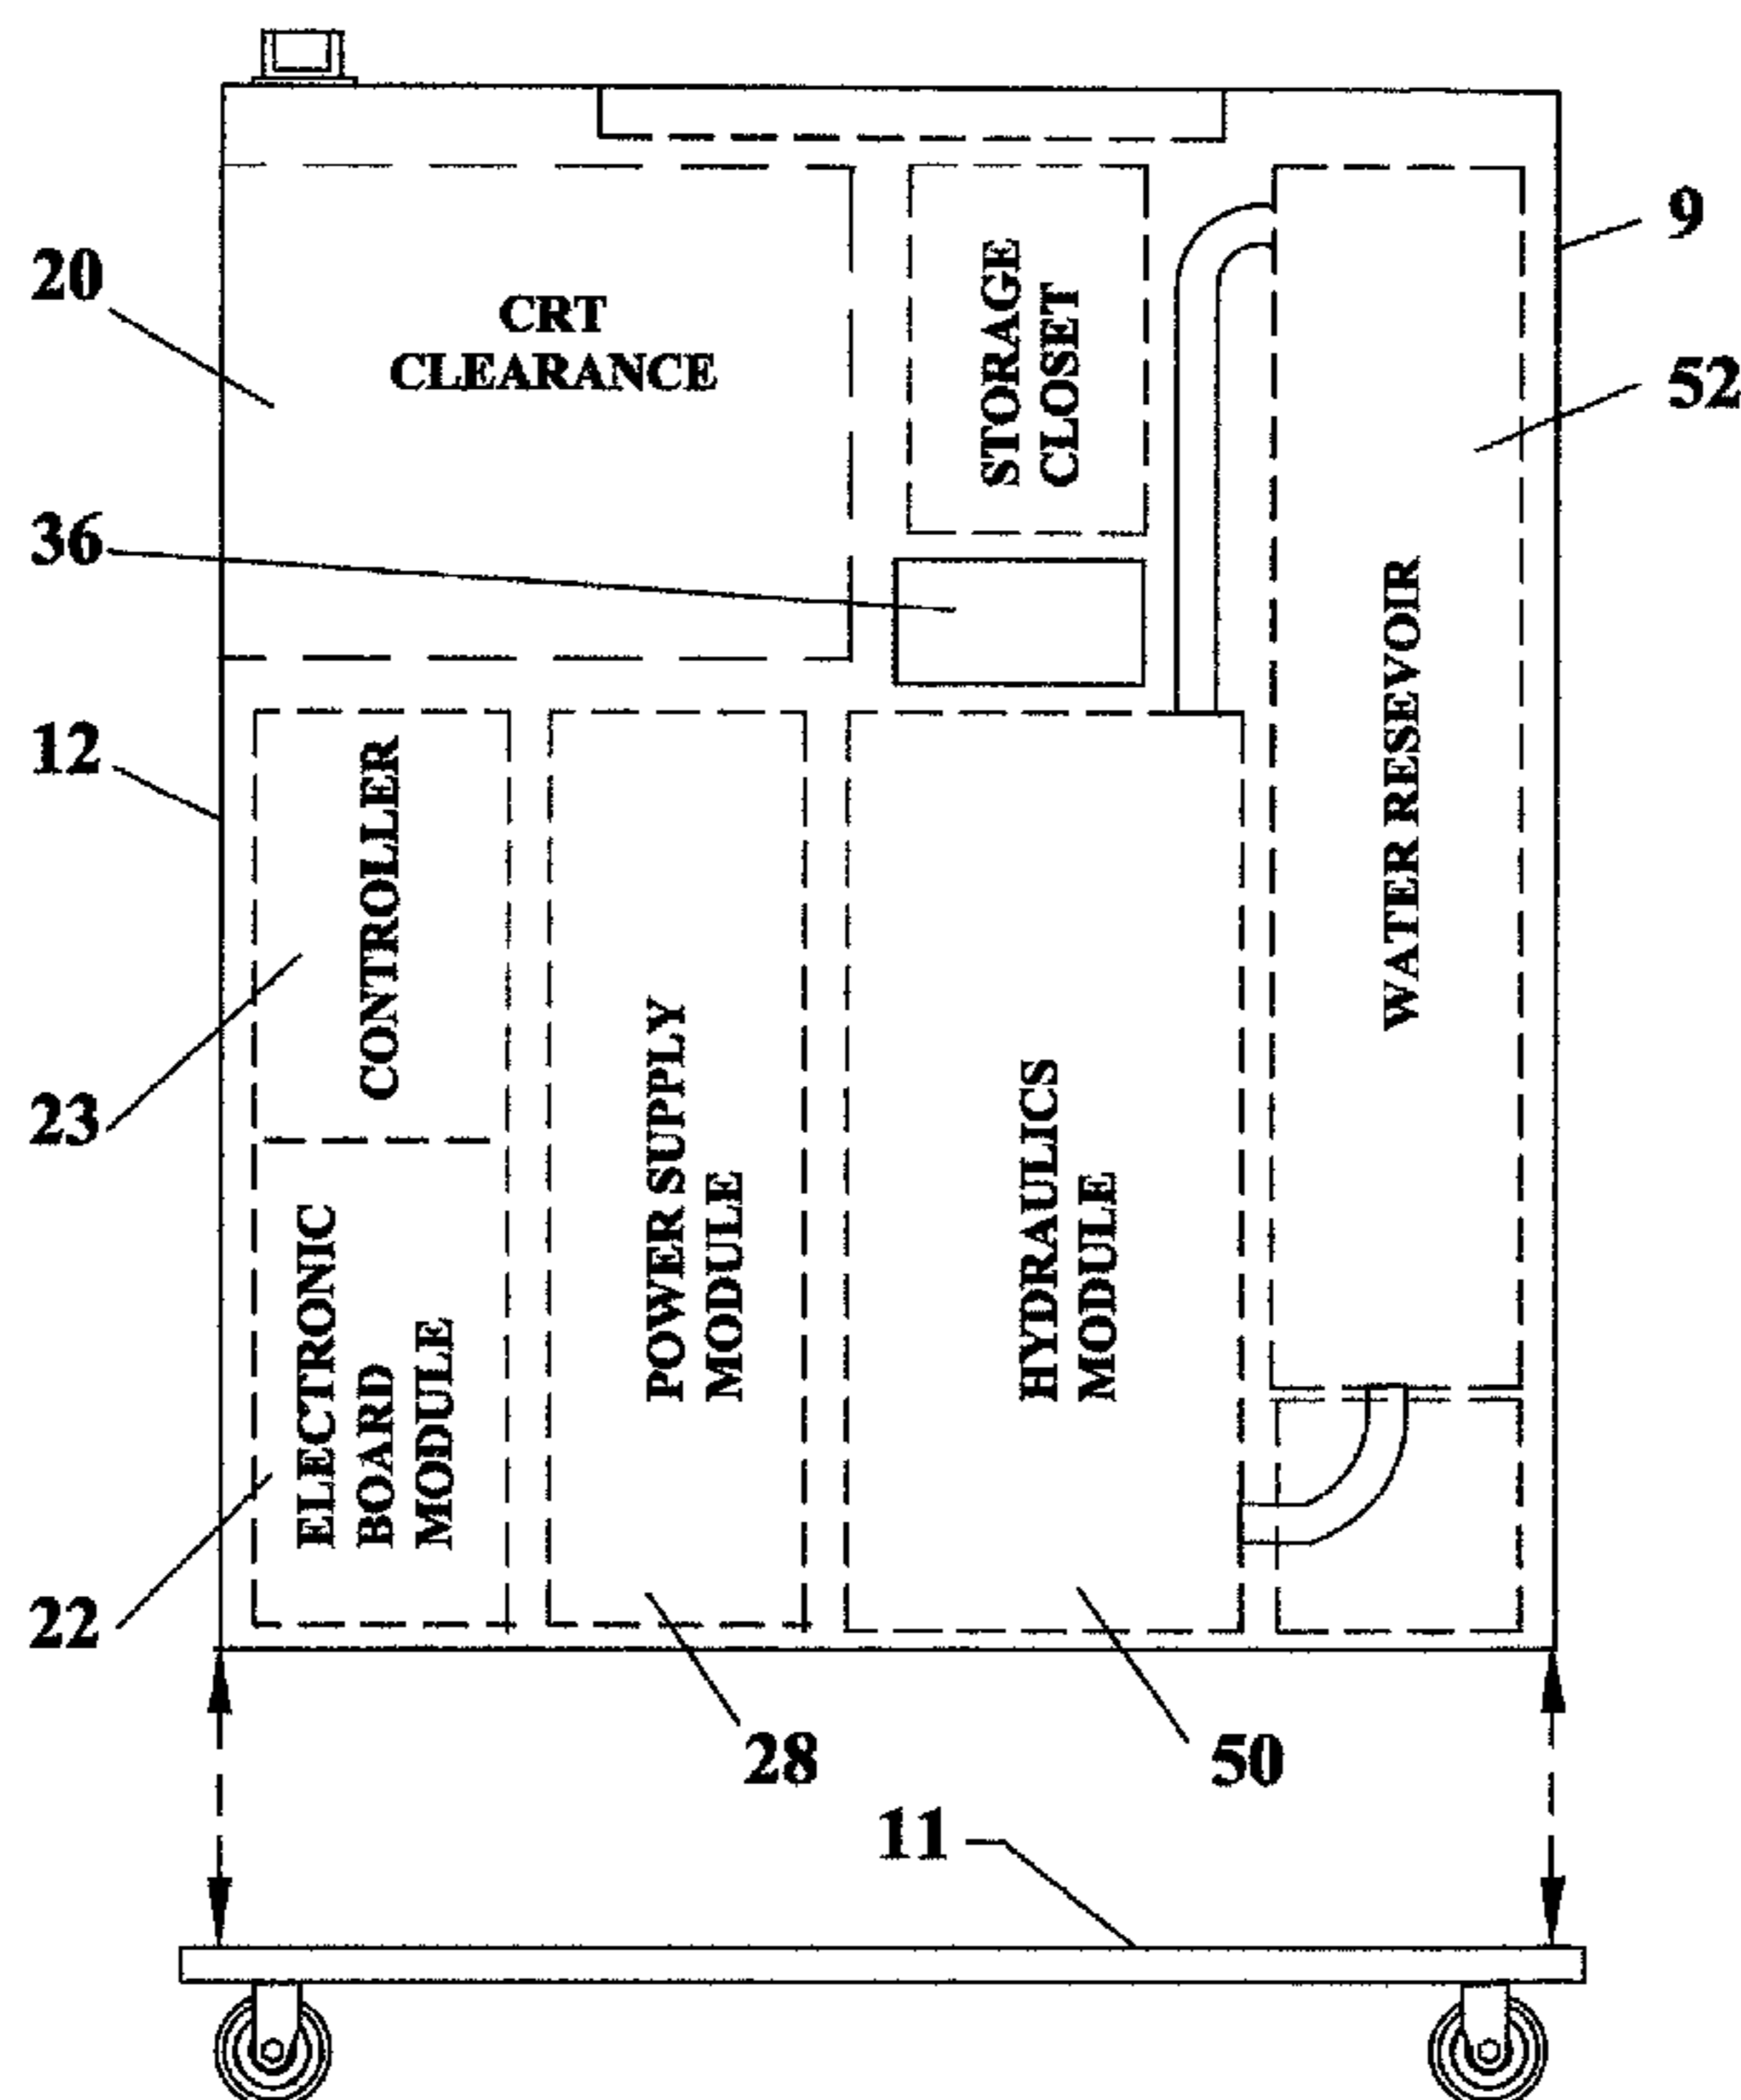 9
20
CRT
CLEARANCE
STORAGE
CLOSET
52
36
WATER RESEVOIR
12
CONTROLLER
23
POWER SUPPLY
MODULE
HYDRAULICS
MODULE
ELECTRONIC
BOARD
MODULE
22
28
50
11